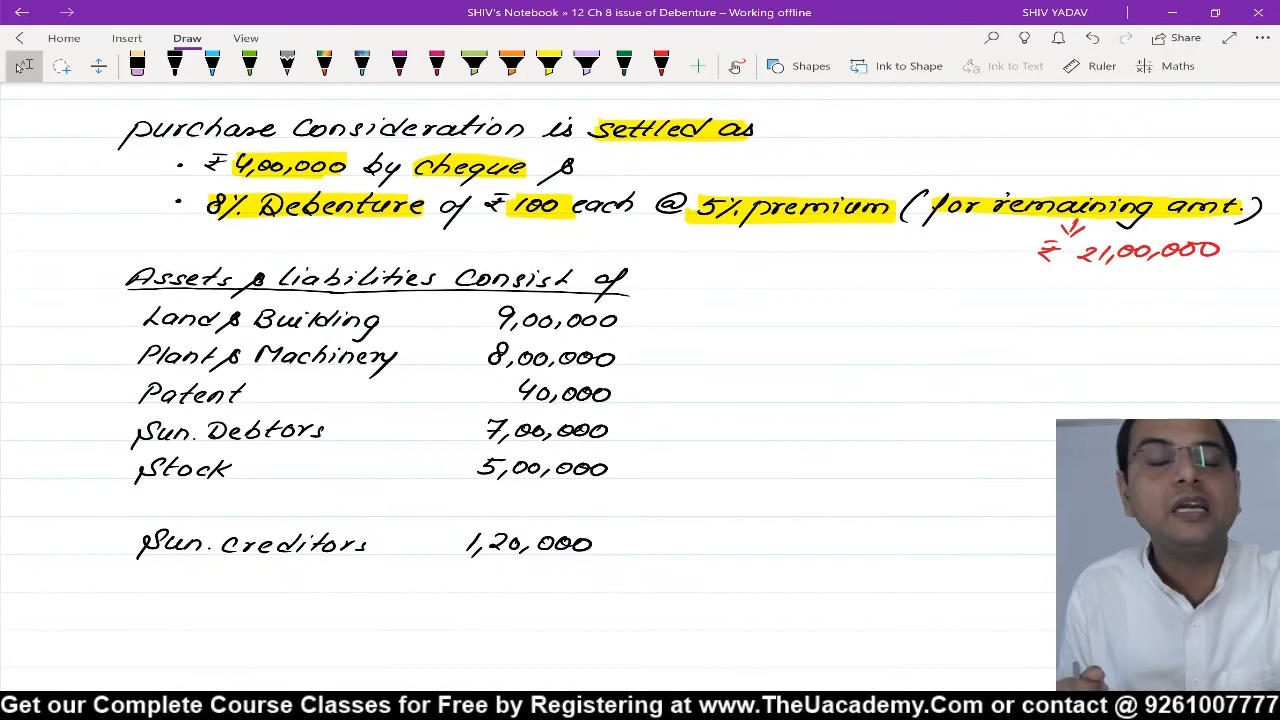 SHIV's Notebook » 12 Ch 8 issue of Debenture – Working offline
SHIV YADAV
Home Draw View
Share
Shapes Ink to Shape Ink to Text Ruler Maths
purchase Consideration is settled as
· ₹ 4,00,000 by cheque &
· 8% Debenture of ₹ 100 each @ 5% premium (for remaining amt.)
₹ 21,00,000
Assets & liabilities Consist of
Land & Building 9,00,000
Plant & Machinery 8,00,000
Patent 40,000
Sun. Debtors 7,00,000
Stock 5,00,000
Sun. Creditors 1,20,000
Get our Complete Course Classes for Free by Registering at www.TheUacademy.Com or contact @ 9261007777